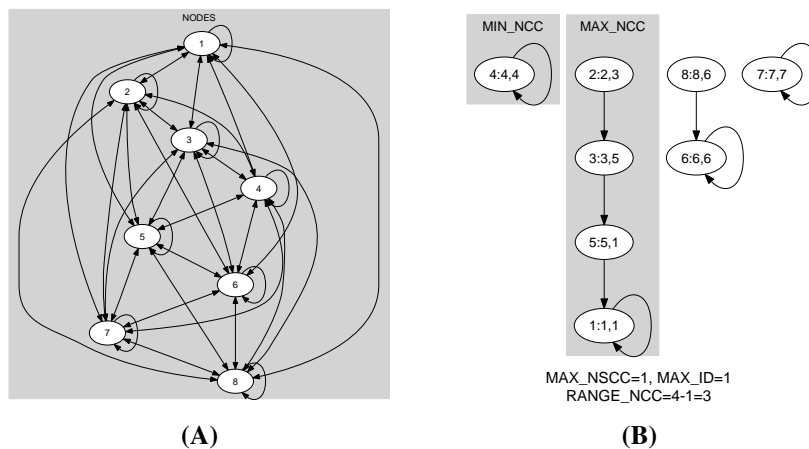 NODES
1
2
3
4
5
6
7
8
(A)
MIN_NCC
MAX_NCC
4:4,4
2:2,3
8:8,6
7:7,7
3:3,5
6:6,6
5:5,1
1:1,1
MAX_NSCC=1, MAX_ID=1
RANGE_NCC=4-1=3
(B)